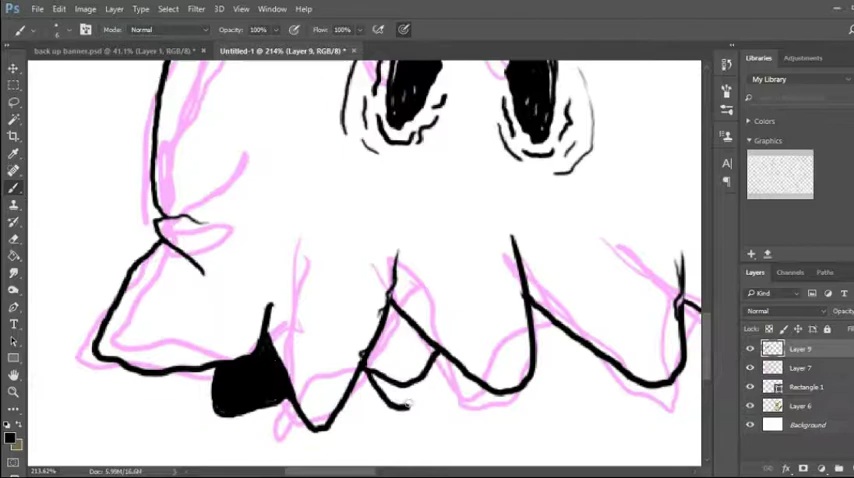 Ps File Edit Image Layer Type Select Filter 3D View Window Help
6 Mode: Normal Opacity: 100% Flow: 100%
back up banner.psd @ 41.1% (Layer 1, RGB/8) * × Untitled-1 @ 214% (Layer 9, RGB/8) * ×
Libraries Adjustments
My Library
Colors
Graphics
Layers Channels Paths
Kind
Normal Opacity:
Lock:
Layer 9
Layer 7
Rectangle 1
Layer 6
Background
213.62% Doc: 5.99M/16.6M